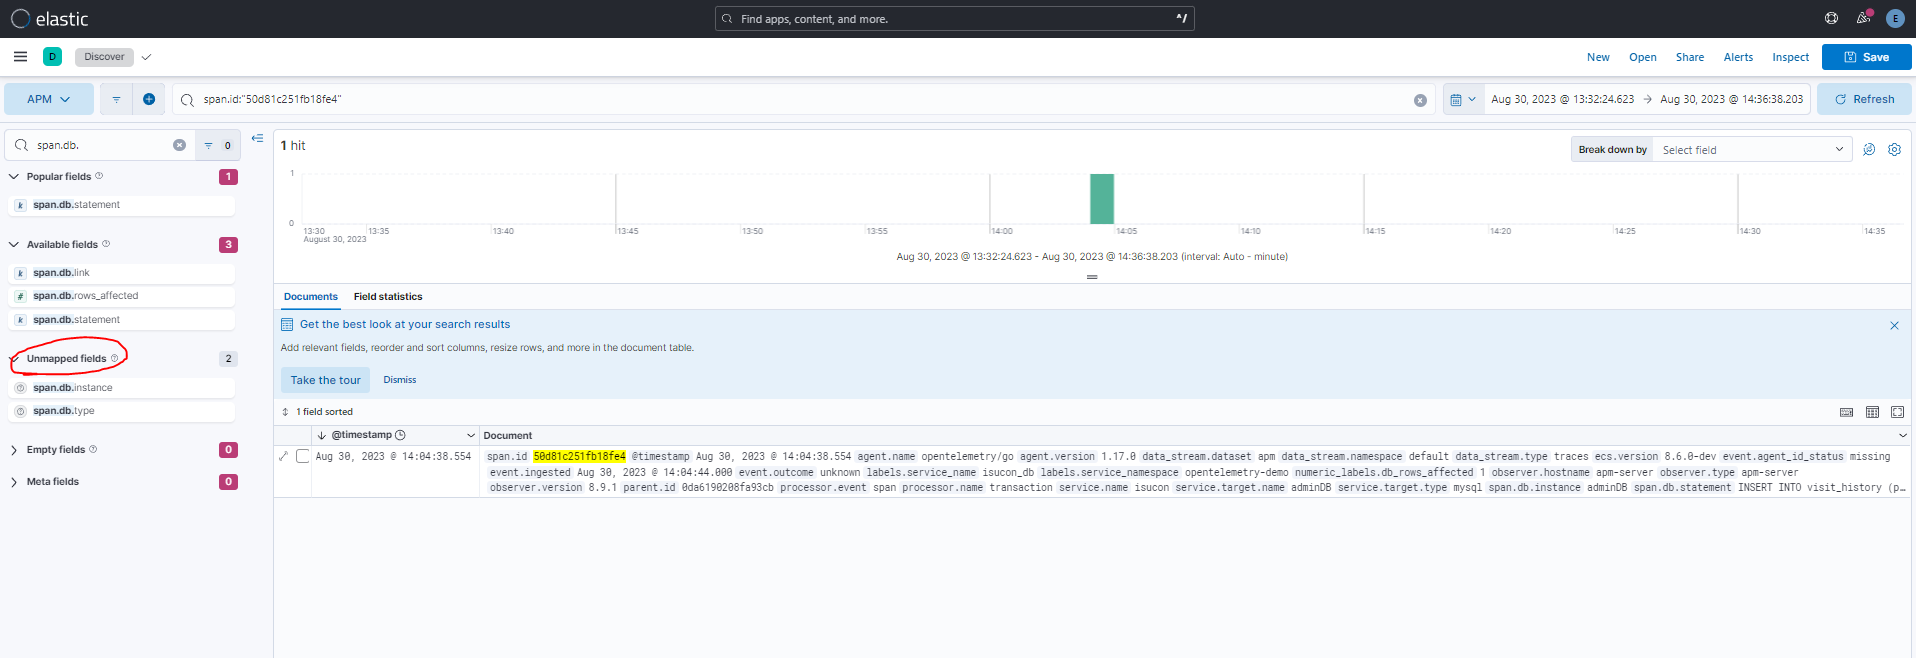 elastic
Find apps, content, and more.
^/
E
D
Discover
New
Open
Share
Alerts
Inspect
Save
APM
span.id:"50d81c251fb18fe4"
Aug 30, 2023 @ 13:32:24.623
→
Aug 30, 2023 @ 14:36:38.203
Refresh
span.db.
0
Popular fields
1
k span.db.statement
Available fields
3
k span.db.link
# span.db.rows_affected
k span.db.statement
Unmapped fields
2
span.db.instance
span.db.type
Empty fields
0
Meta fields
0
1 hit
Break down by
Select field
1
0
13:30 13:35 13:40 13:45 13:50 13:55 14:00 14:05 14:10 14:15 14:20 14:25 14:30 14:35
August 30, 2023
Aug 30, 2023 @ 13:32:24.623 - Aug 30, 2023 @ 14:36:38.203 (interval: Auto - minute)
Documents
Field statistics
Get the best look at your search results
Add relevant fields, reorder and sort columns, resize rows, and more in the document table.
Take the tour
Dismiss
1 field sorted
@timestamp
Document
Aug 30, 2023 @ 14:04:38.554
span.id 50d81c251fb18fe4 @timestamp Aug 30, 2023 @ 14:04:38.554 agent.name opentelemetry/go agent.version 1.17.0 data_stream.dataset apm data_stream.namespace default data_stream.type traces ecs.version 8.6.0-dev event.agent_id_status missing
event.ingested Aug 30, 2023 @ 14:04:44.000 event.outcome unknown labels.service_name isucon_db labels.service_namespace opentelemetry-demo numeric_labels.db_rows_affected 1 observer.hostname apm-server observer.type apm-server
observer.version 8.9.1 parent.id 0da6190208fa93cb processor.event span processor.name transaction service.name isucon service.target.name adminDB service.target.type mysql span.db.instance adminDB span.db.statement INSERT INTO visit_history (p…